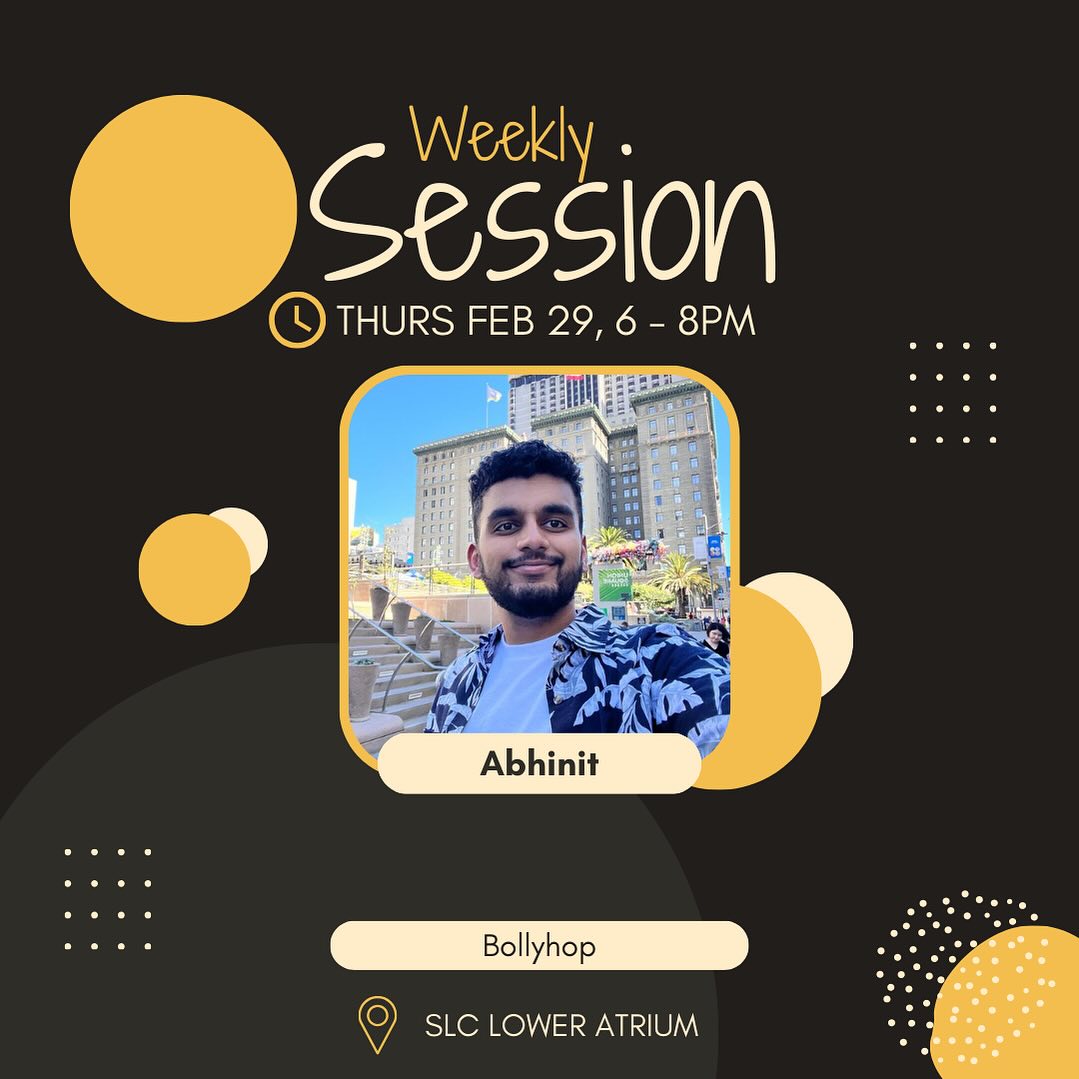 Weekly
Session
THURS FEB 29, 6 - 8PM
Abhinit
Bollyhop
SLC LOWER ATRIUM